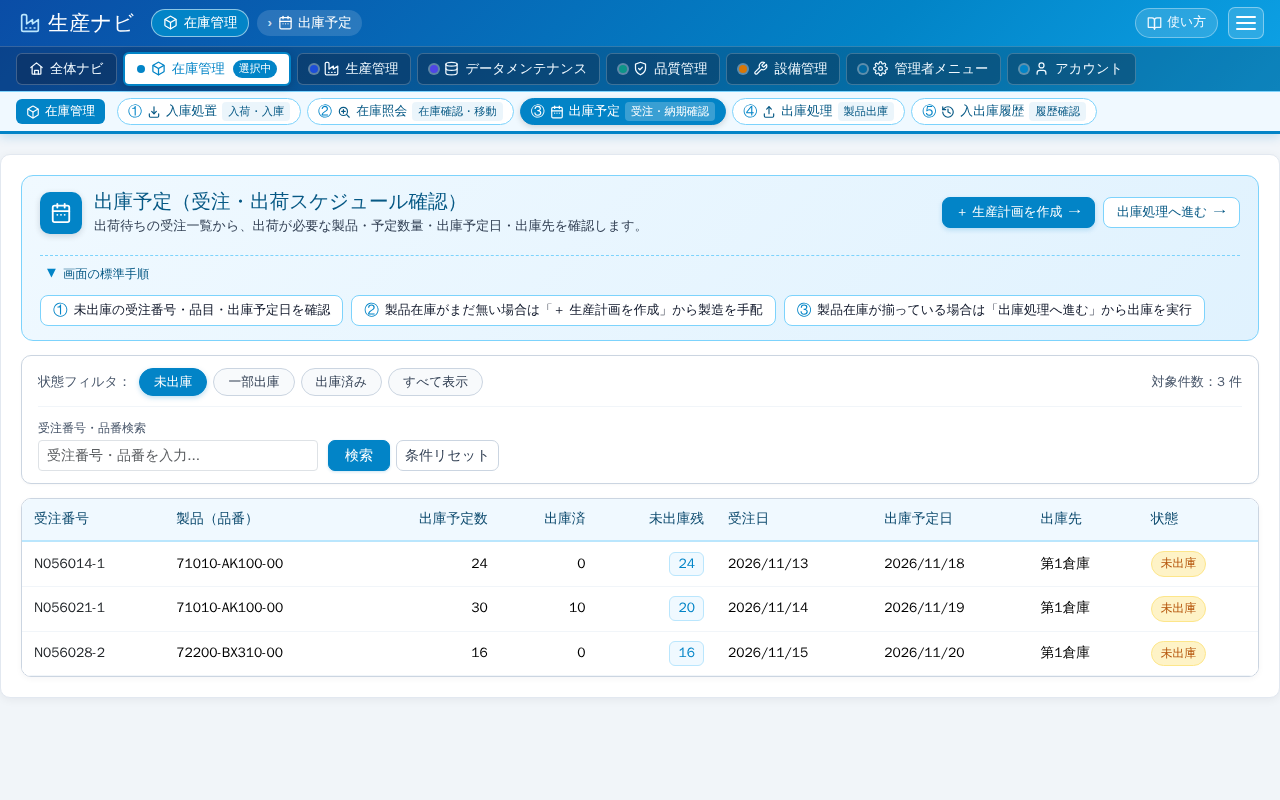 生産ナビ 在庫管理 › 出庫予定 使い方
全体ナビ 在庫管理 選択中 生産管理 データメンテナンス 品質管理 設備管理 管理者メニュー アカウント
在庫管理 ① 入庫処置 入荷・入庫 ② 在庫照会 在庫確認・移動 ③ 出庫予定 受注・納期確認 ④ 出庫処理 製品出庫 ⑤ 入出庫履歴 履歴確認
出庫予定（受注・出荷スケジュール確認）
出荷待ちの受注一覧から、出荷が必要な製品・予定数量・出庫予定日・出庫先を確認します。
＋ 生産計画を作成 → 出庫処理へ進む →
▼ 画面の標準手順
① 未出庫の受注番号・品目・出庫予定日を確認 ② 製品在庫がまだ無い場合は「＋ 生産計画を作成」から製造を手配 ③ 製品在庫が揃っている場合は「出庫処理へ進む」から出庫を実行
状態フィルタ： 未出庫 一部出庫 出庫済み すべて表示 対象件数：3 件
受注番号・品番検索
受注番号・品番を入力... 検索 条件リセット
受注番号 製品（品番） 出庫予定数 出庫済 未出庫残 受注日 出庫予定日 出庫先 状態
N056014-1 71010-AK100-00 24 0 24 2026/11/13 2026/11/18 第1倉庫 未出庫
N056021-1 71010-AK100-00 30 10 20 2026/11/14 2026/11/19 第1倉庫 未出庫
N056028-2 72200-BX310-00 16 0 16 2026/11/15 2026/11/20 第1倉庫 未出庫